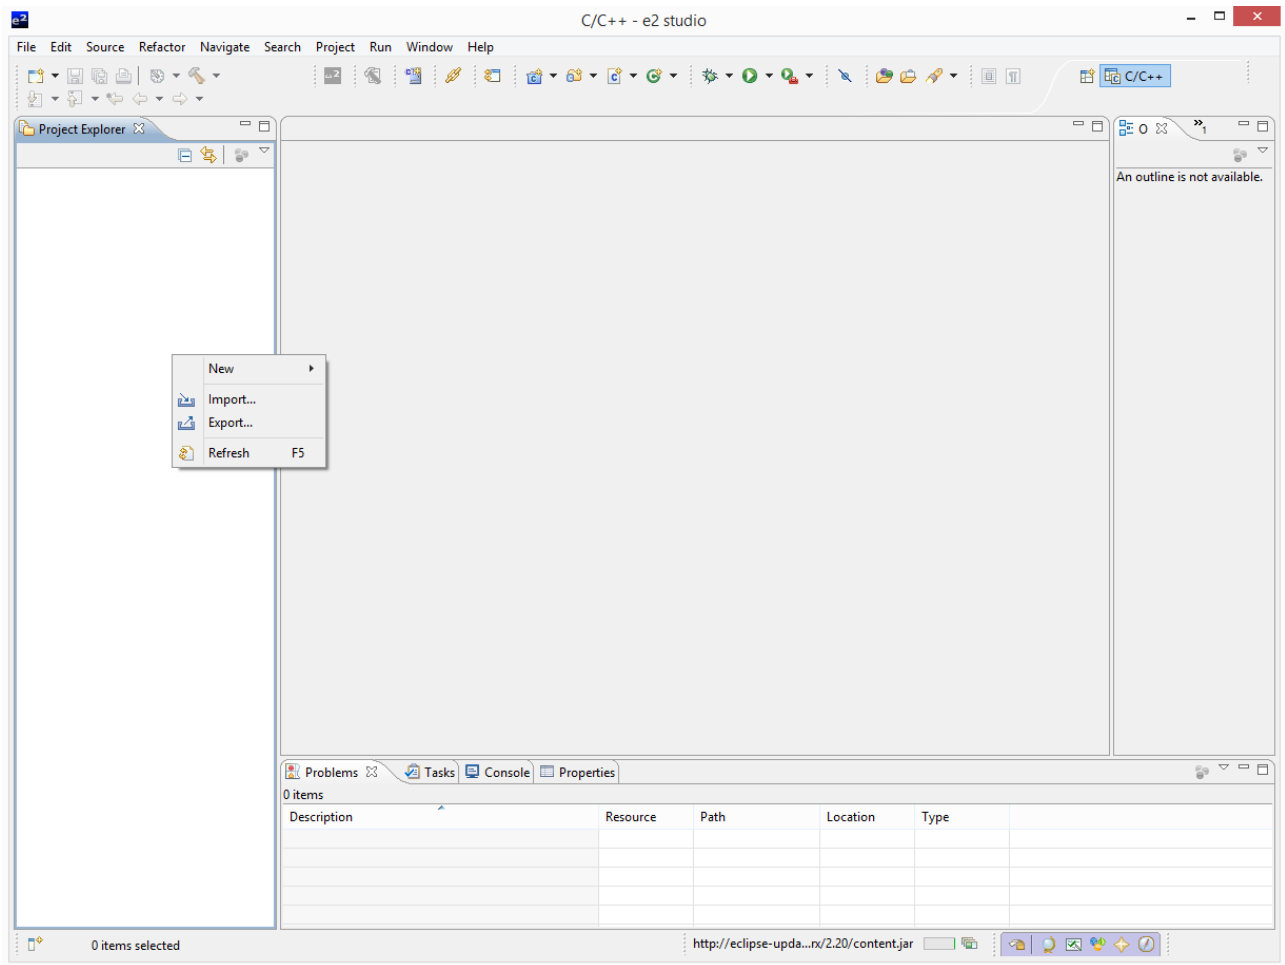 e2
C/C++ - e2 studio
File Edit Source Refactor Navigate Search Project Run Window Help
C/C++
Project Explorer
O
1
An outline is not available.
New
Import...
Export...
Refresh F5
Problems Tasks Console Properties
0 items
Description Resource Path Location Type
0 items selected
http://eclipse-upda...rx/2.20/content.jar